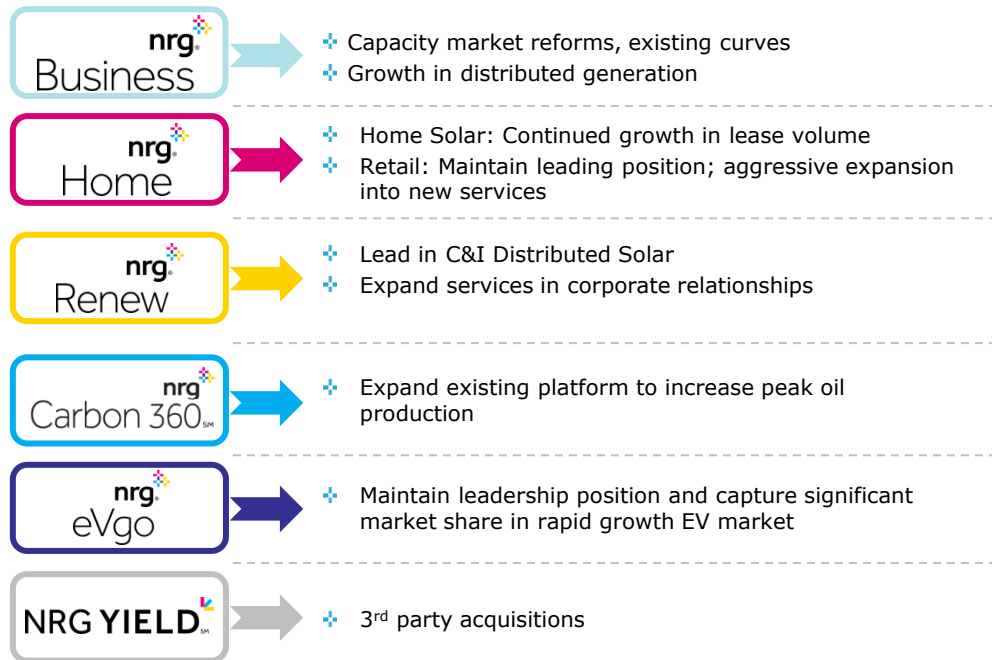 nrg®
Business
Capacity market reforms, existing curves
Growth in distributed generation
nrg®
Home
Home Solar: Continued growth in lease volume
Retail: Maintain leading position; aggressive expansion
into new services
nrg®
Renew
Lead in C&I Distributed Solar
Expand services in corporate relationships
nrg®
Carbon 360℠
Expand existing platform to increase peak oil
production
nrg®
eVgo
Maintain leadership position and capture significant
market share in rapid growth EV market
NRG YIELD℠
3rd party acquisitions